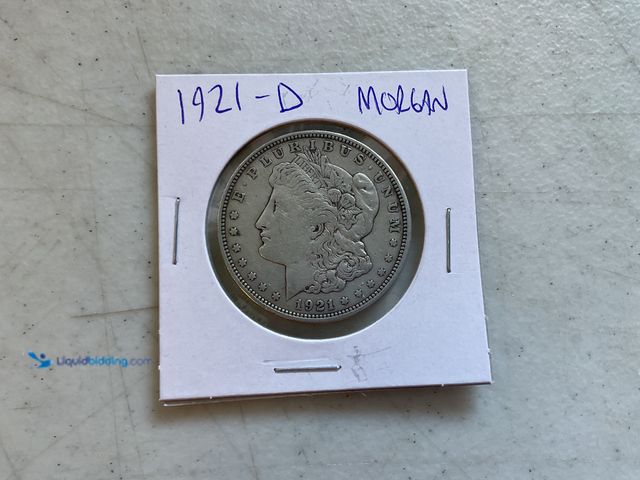 1921-D MORGAN
E·PLURIBUS·UNUM
1921
Liquidbidding.com